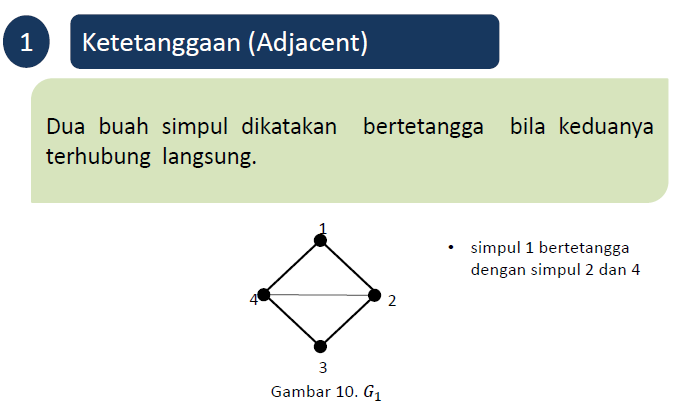 1
Ketetanggaan (Adjacent)
Dua buah simpul dikatakan bertetangga bila keduanya
terhubung langsung.
1
4
2
3
• simpul 1 bertetangga
dengan simpul 2 dan 4
Gambar 10. G₁